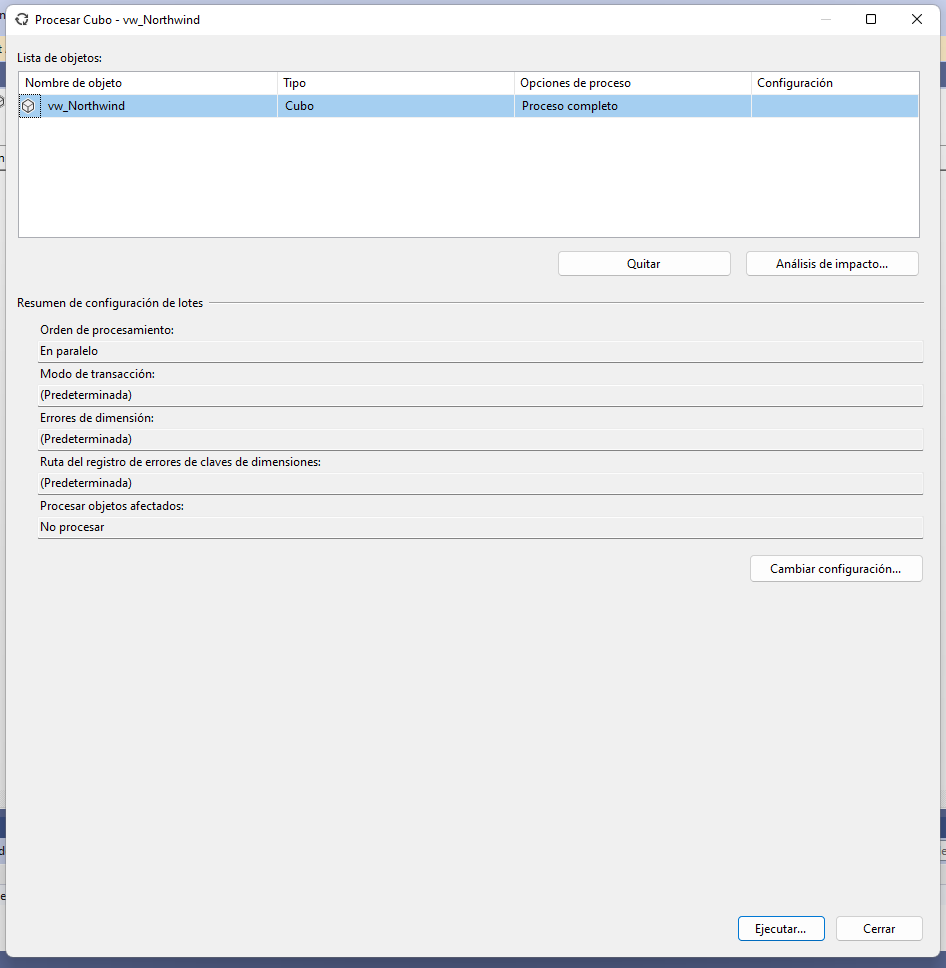 Procesar Cubo - vw_Northwind
Lista de objetos:
Nombre de objeto Tipo Opciones de proceso Configuración
vw_Northwind Cubo Proceso completo
Quitar Análisis de impacto...
Resumen de configuración de lotes
Orden de procesamiento:
En paralelo
Modo de transacción:
(Predeterminada)
Errores de dimensión:
(Predeterminada)
Ruta del registro de errores de claves de dimensiones:
(Predeterminada)
Procesar objetos afectados:
No procesar
Cambiar configuración...
Ejecutar... Cerrar